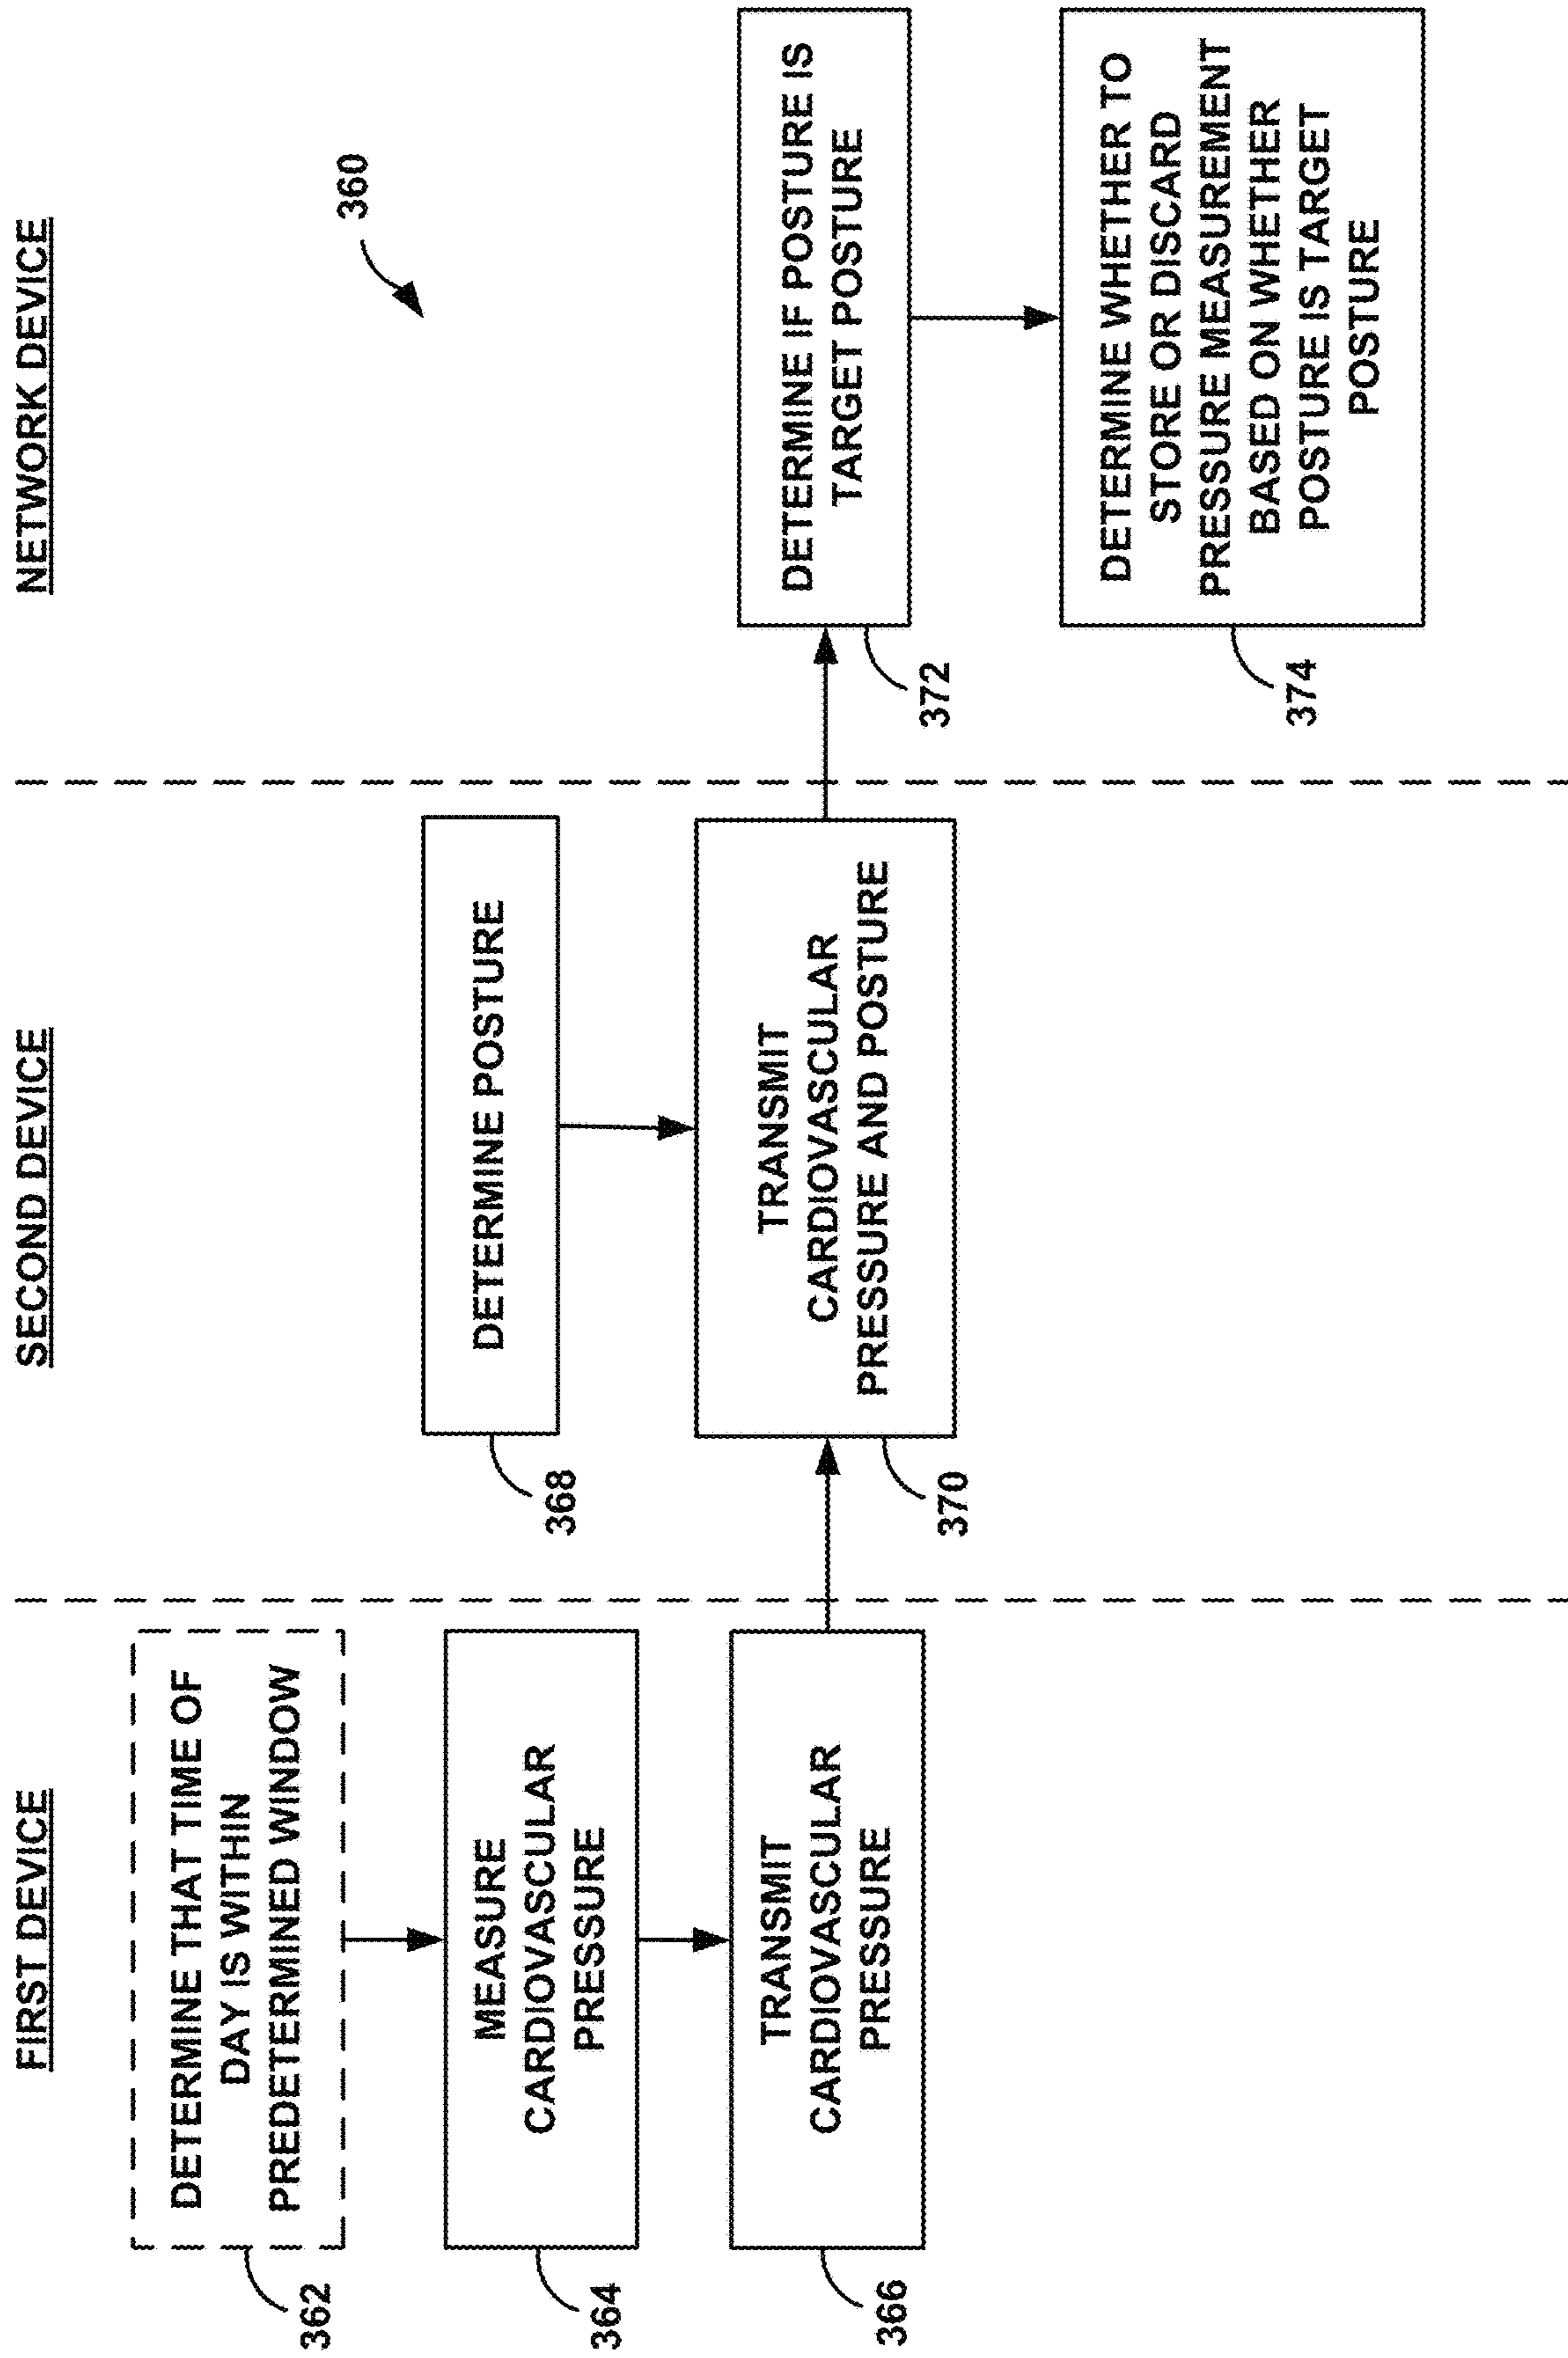 FIRST DEVICE
SECOND DEVICE
NETWORK DEVICE
360
DETERMINE THAT TIME OF
DAY IS WITHIN
PREDETERMINED WINDOW
362
MEASURE
CARDIOVASCULAR
PRESSURE
364
TRANSMIT
CARDIOVASCULAR
PRESSURE
366
DETERMINE POSTURE
368
TRANSMIT
CARDIOVASCULAR
PRESSURE AND POSTURE
370
DETERMINE IF POSTURE IS
TARGET POSTURE
372
DETERMINE WHETHER TO
STORE OR DISCARD
PRESSURE MEASUREMENT
BASED ON WHETHER
POSTURE IS TARGET
POSTURE
374